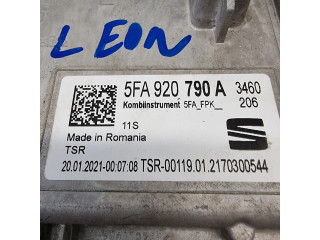 LEON
5FA 920 790 A 3460
Kombiinstrument 5FA_FPK__ 206
11S
Made in Romania
TSR
20.01.2021-00:07:08 TSR-00119.01.2170300544